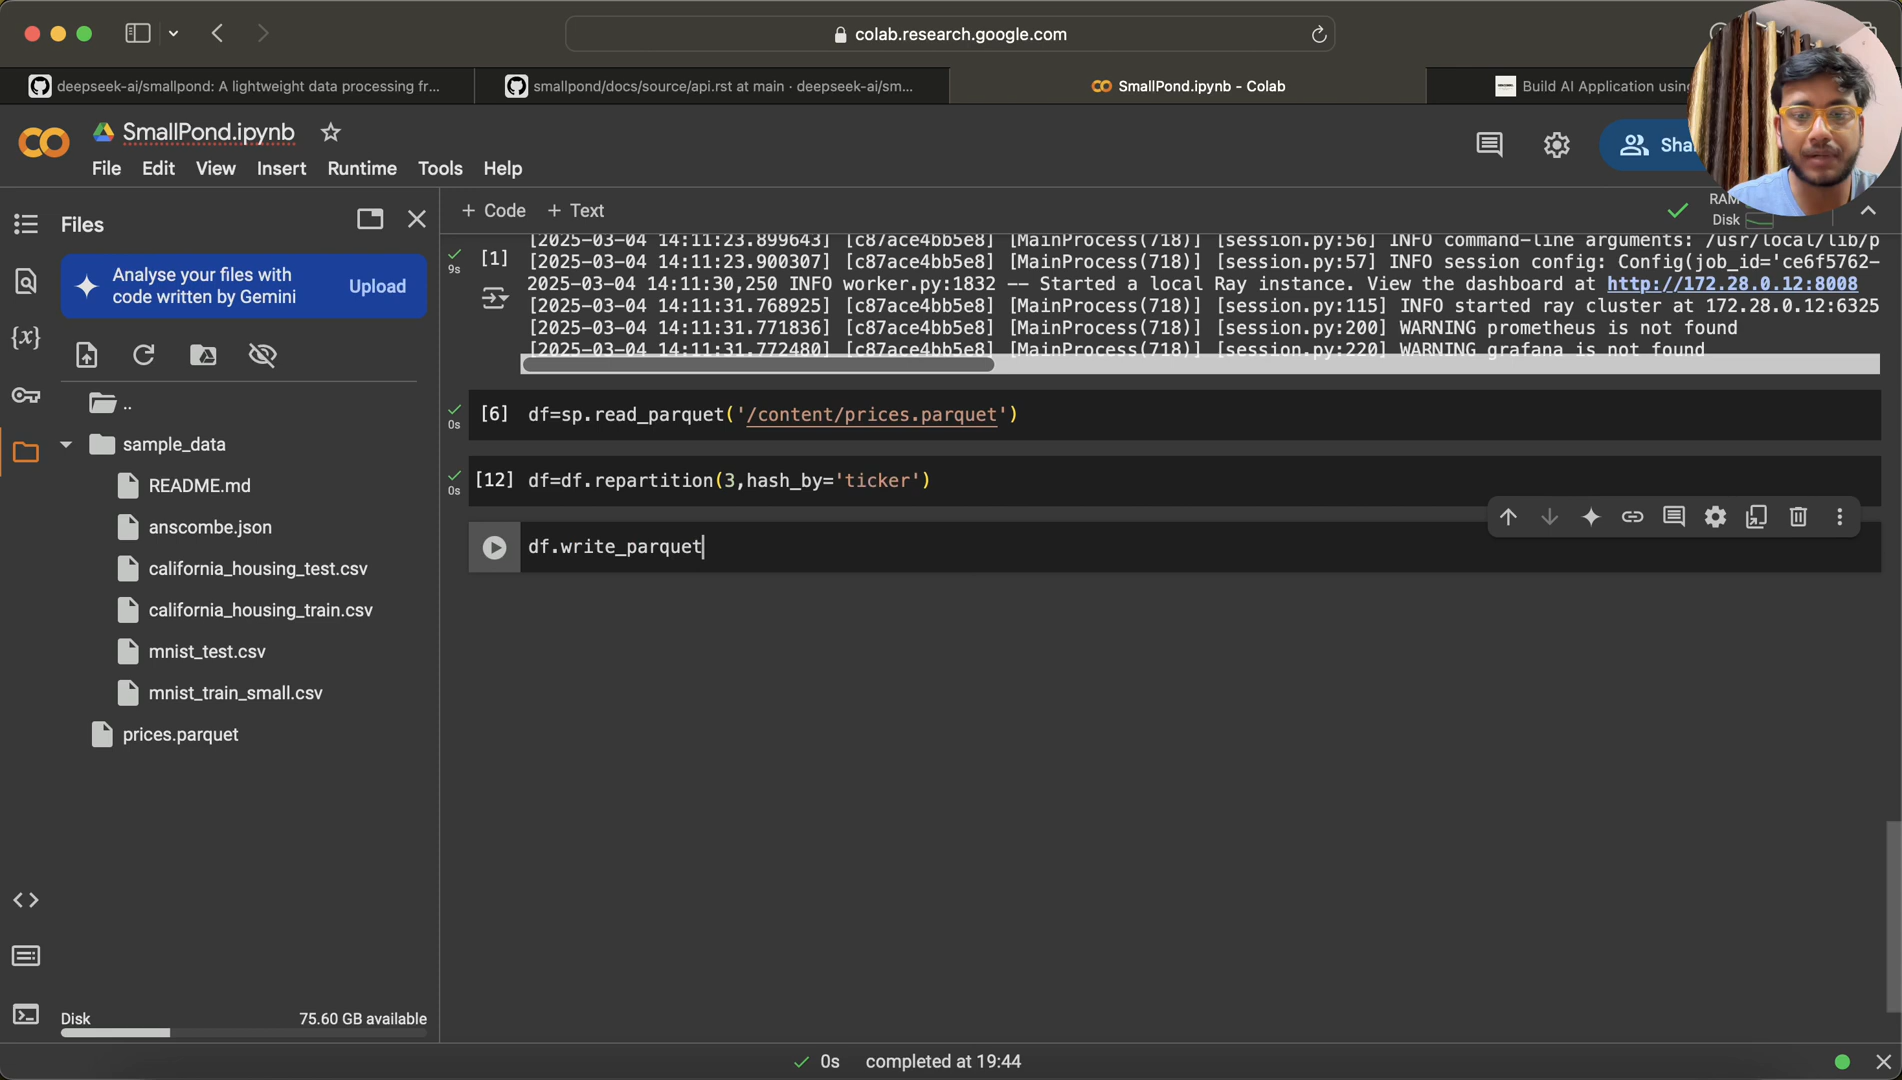 colab.research.google.com
deepseek-ai/smallpond: A lightweight data processing fr...
smallpond/docs/source/api.rst at main · deepseek-ai/sm...
SmallPond.ipynb - Colab
Build AI Application using
SmallPond.ipynb
File Edit View Insert Runtime Tools Help
Files
Analyse your files with
code written by Gemini
Upload
{x}
..
sample_data
README.md
anscombe.json
california_housing_test.csv
california_housing_train.csv
mnist_test.csv
mnist_train_small.csv
prices.parquet
Disk 75.60 GB available
+ Code + Text
RAM
Disk
[1]
9s
[2025-03-04 14:11:23.899643] [c87ace4bb5e8] [MainProcess(718)] [session.py:56] INFO command-line arguments: /usr/local/lib/p
[2025-03-04 14:11:23.900307] [c87ace4bb5e8] [MainProcess(718)] [session.py:57] INFO session config: Config(job_id='ce6f5762-
2025-03-04 14:11:30,250 INFO worker.py:1832 -- Started a local Ray instance. View the dashboard at http://172.28.0.12:8008
[2025-03-04 14:11:31.768925] [c87ace4bb5e8] [MainProcess(718)] [session.py:115] INFO started ray cluster at 172.28.0.12:6325
[2025-03-04 14:11:31.771836] [c87ace4bb5e8] [MainProcess(718)] [session.py:200] WARNING prometheus is not found
[2025-03-04 14:11:31.772480] [c87ace4bb5e8] [MainProcess(718)] [session.py:220] WARNING grafana is not found
[6] df=sp.read_parquet('/content/prices.parquet')
0s
[12] df=df.repartition(3,hash_by='ticker')
0s
df.write_parquet
0s completed at 19:44